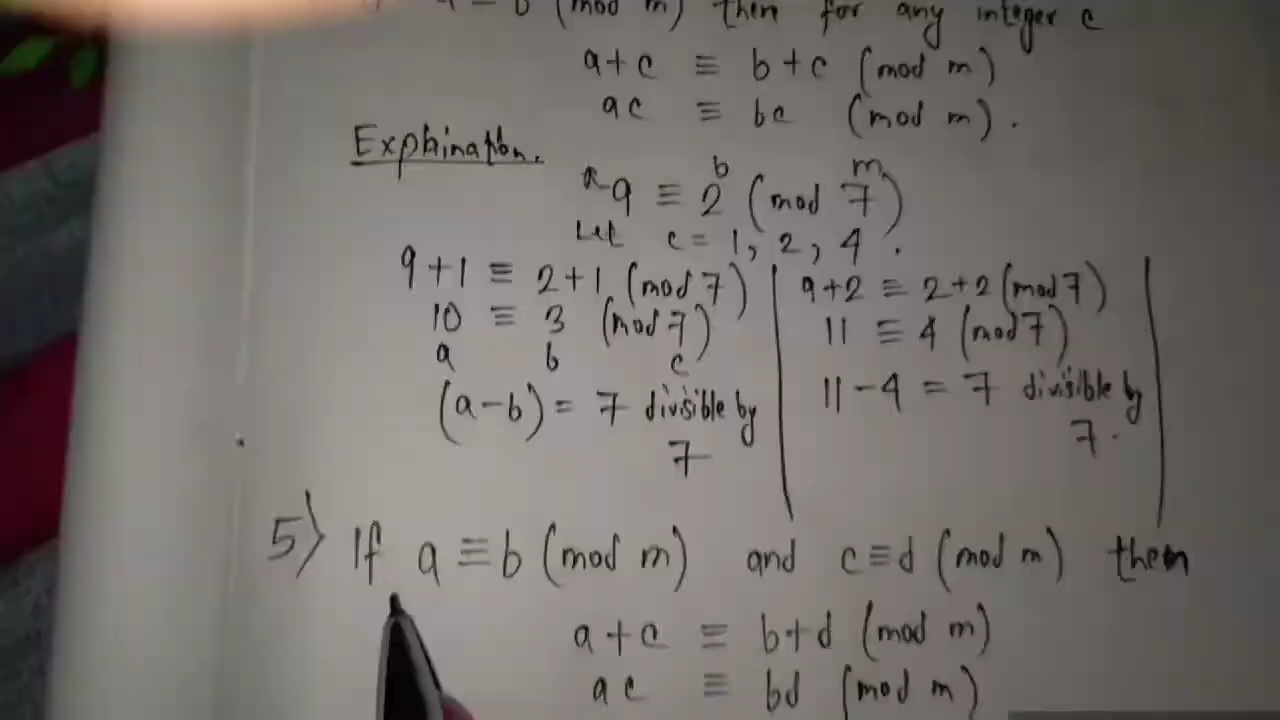 a ≡ b (mod m) then for any integer c
a+c ≡ b+c (mod m)
ac ≡ bc (mod m).
Explaination.
a b m
9 ≡ 2 (mod 7)
Let c = 1, 2, 4.
9+1 ≡ 2+1 (mod 7)
10 ≡ 3 (mod 7)
a b c
(a-b) = 7 divisible by
7
9+2 ≡ 2+2 (mod 7)
11 ≡ 4 (mod 7)
11-4 = 7 divisible by
7.
5) If a ≡ b (mod m) and c ≡ d (mod m) then
a+c ≡ b+d (mod m)
ac ≡ bd (mod m)